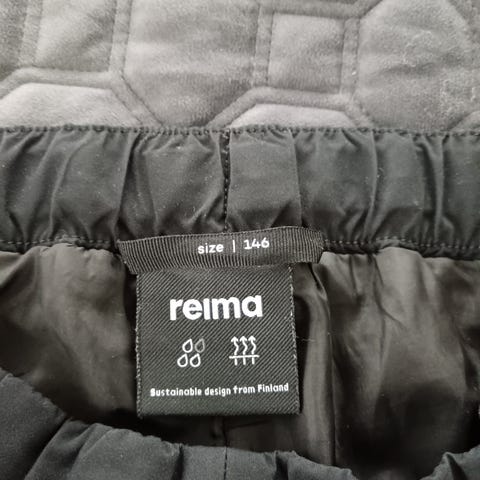 size | 146
reima
Sustainable design from Finland